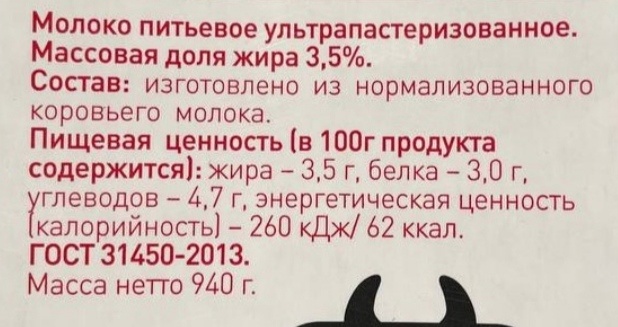 Молоко питьевое ультрапастеризованное.
Массовая доля жира 3,5%.
Состав: изготовлено из нормализованного
коровьего молока.
Пищевая ценность (в 100г продукта
содержится): жира – 3,5 г, белка – 3,0 г,
углеводов – 4,7 г, энергетическая ценность
(калорийность) – 260 кДж/ 62 ккал.
ГОСТ 31450-2013.
Масса нетто 940 г.